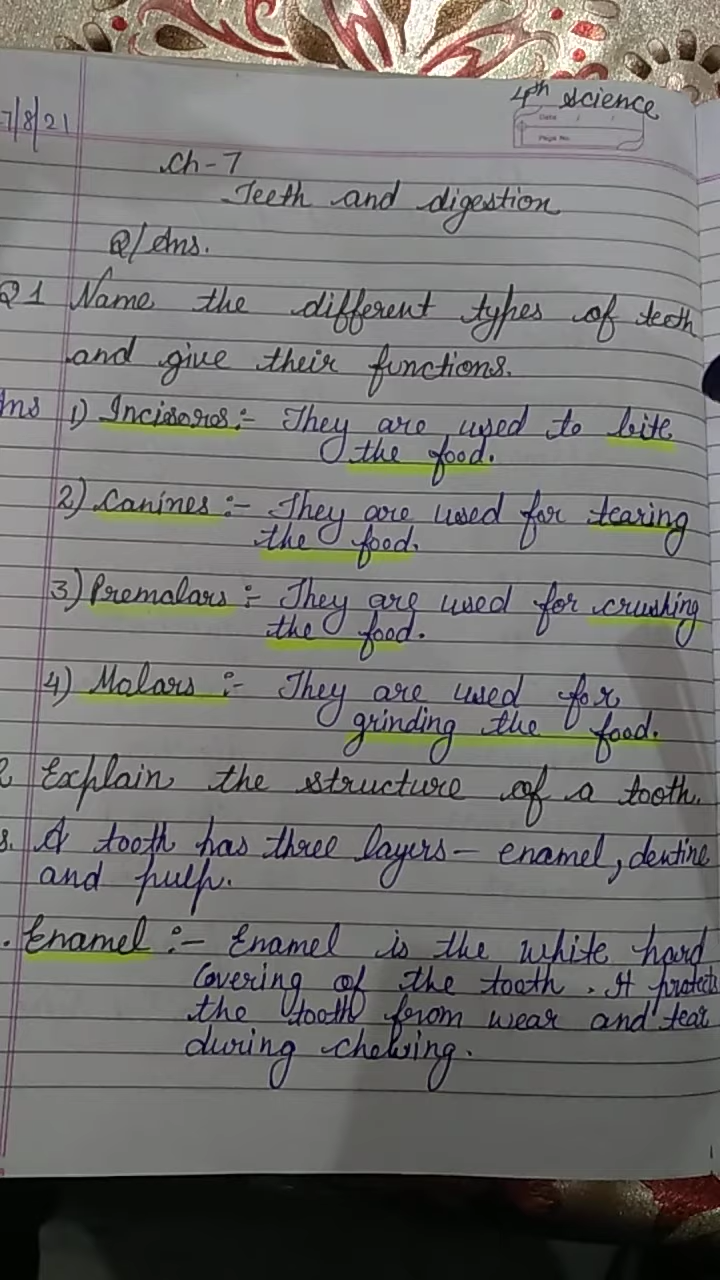 4th science
Date / /
Page No.
7/8/21
Ch-7
Teeth and digestion
Q/Ans.
Q1 Name the different types of teeth
and give their functions.
Ans 1) Incisoros:- They are used to bite
the food.
2) Canines :- They are used for tearing
the food.
3) Premolars :- They are used for crushing
the food.
4) Molars :- They are used for
grinding the food.
Explain the structure of a tooth.
s. A tooth has three layers- enamel, dentine
and pulp.
. Enamel :- Enamel is the white hard
covering of the tooth. It protects
the tooth from wear and tear
during chewing.